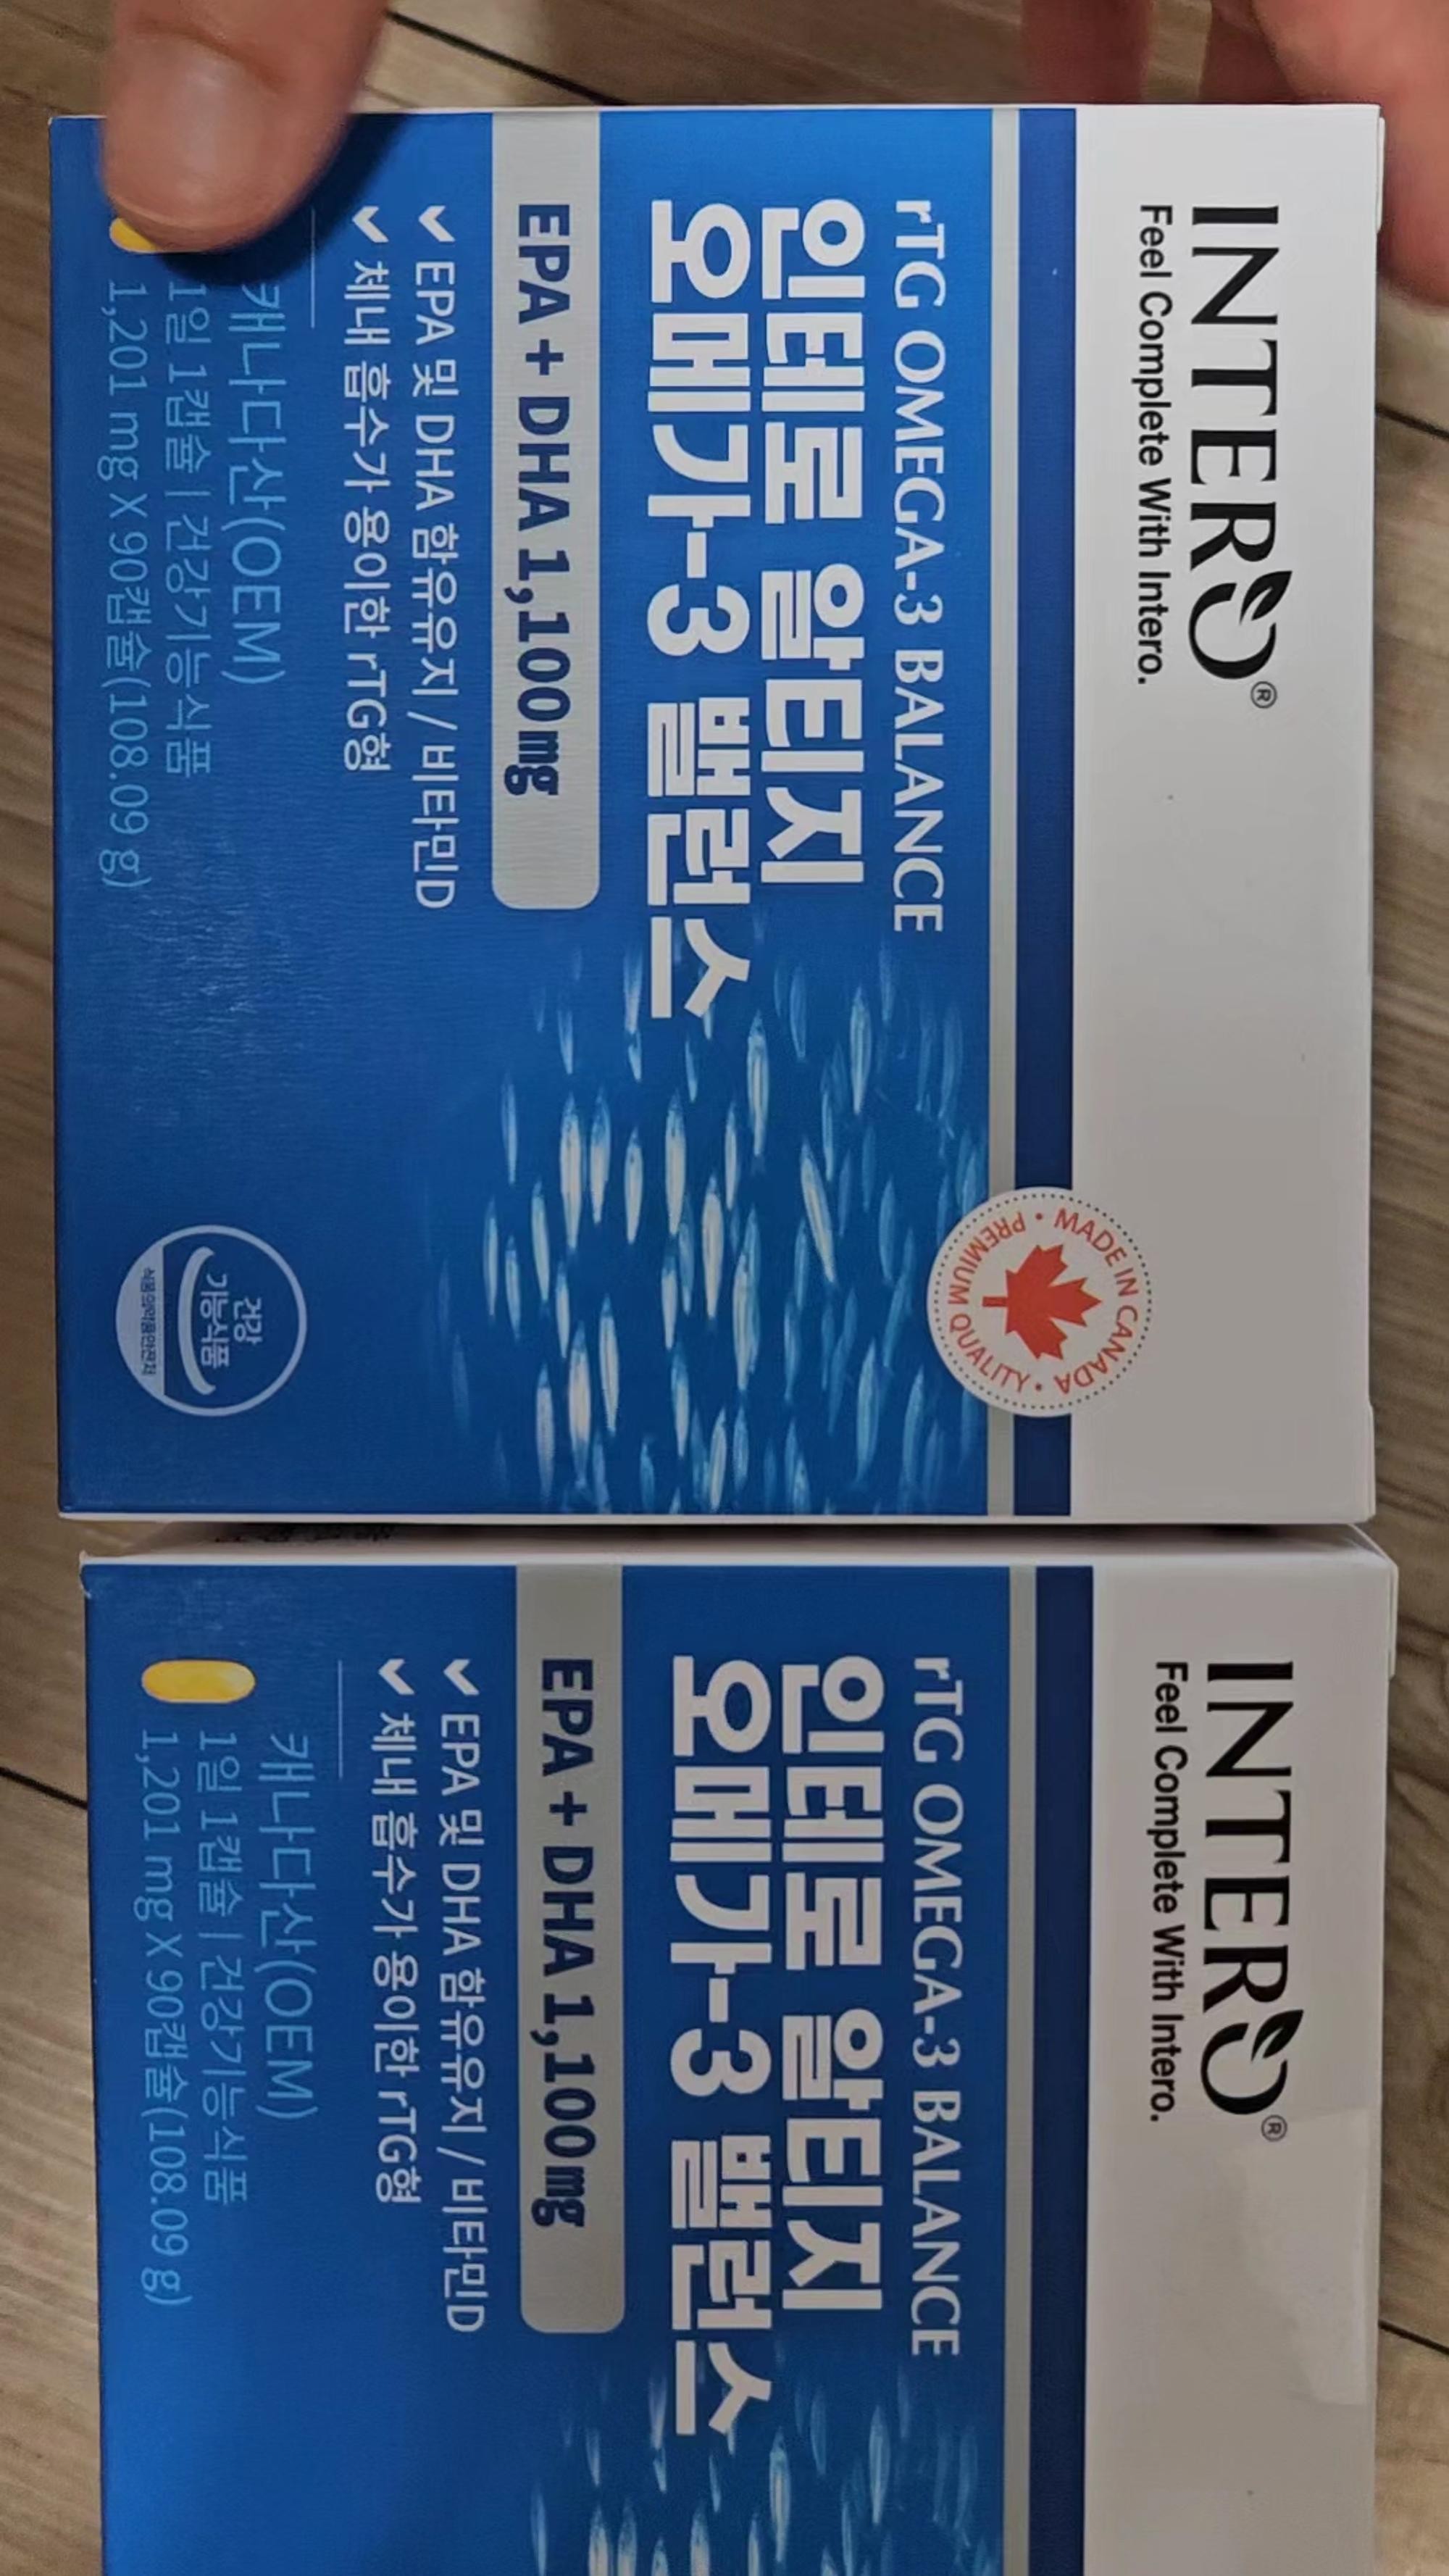 INTERO®
Feel Complete With Intero.
MADE IN CANADA • PREMIUM QUALITY •
rTG OMEGA-3 BALANCE
인테로 알티지
오메가-3 밸런스
EPA + DHA 1,100mg
EPA 및 DHA 함유유지 / 비타민D
체내 흡수가 용이한 rTG형
캐나다산(OEM)
1일 1캡슐 | 건강기능식품
1,201 mg X 90캡슐(108.09 g)
건강
기능식품
식품의약품안전처
INTERO®
Feel Complete With Intero.
rTG OMEGA-3 BALANCE
인테로 알티지
오메가-3 밸런스
EPA + DHA 1,100mg
EPA 및 DHA 함유유지 / 비타민D
체내 흡수가 용이한 rTG형
캐나다산(OEM)
1일 1캡슐 | 건강기능식품
1,201 mg X 90캡슐(108.09 g)